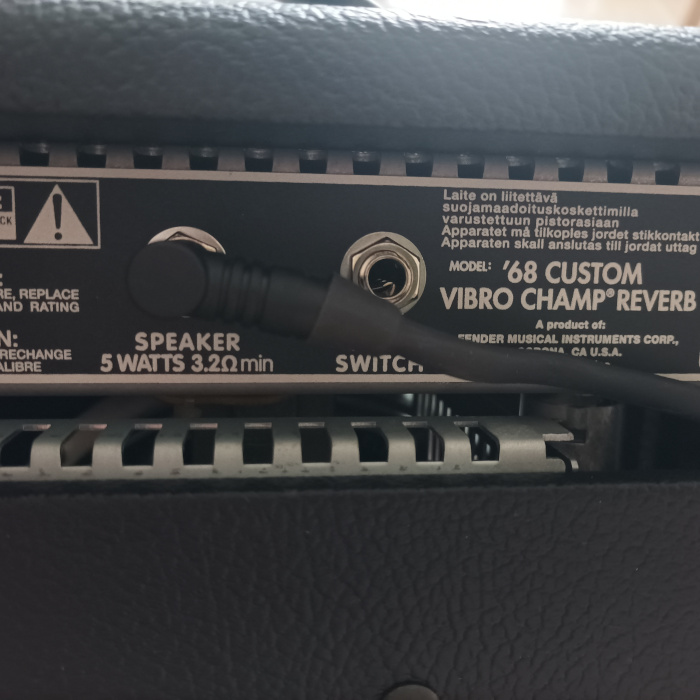 CK
RE, REPLACE
AND RATING
N:
RECHANGE
ALIBRE
SPEAKER
5 WATTS 3.2Ω min
SWITCH
Laite on liitettävä
suojamaadoituskoskettimilla
varustettuun pistorasiaan
Apparatet må tilkoples jordet stikkontakt
Apparaten skall anslutas till jordat uttag
MODEL: '68 CUSTOM
VIBRO CHAMP® REVERB
A product of:
FENDER MUSICAL INSTRUMENTS CORP.,
CORONA, CA U.S.A.